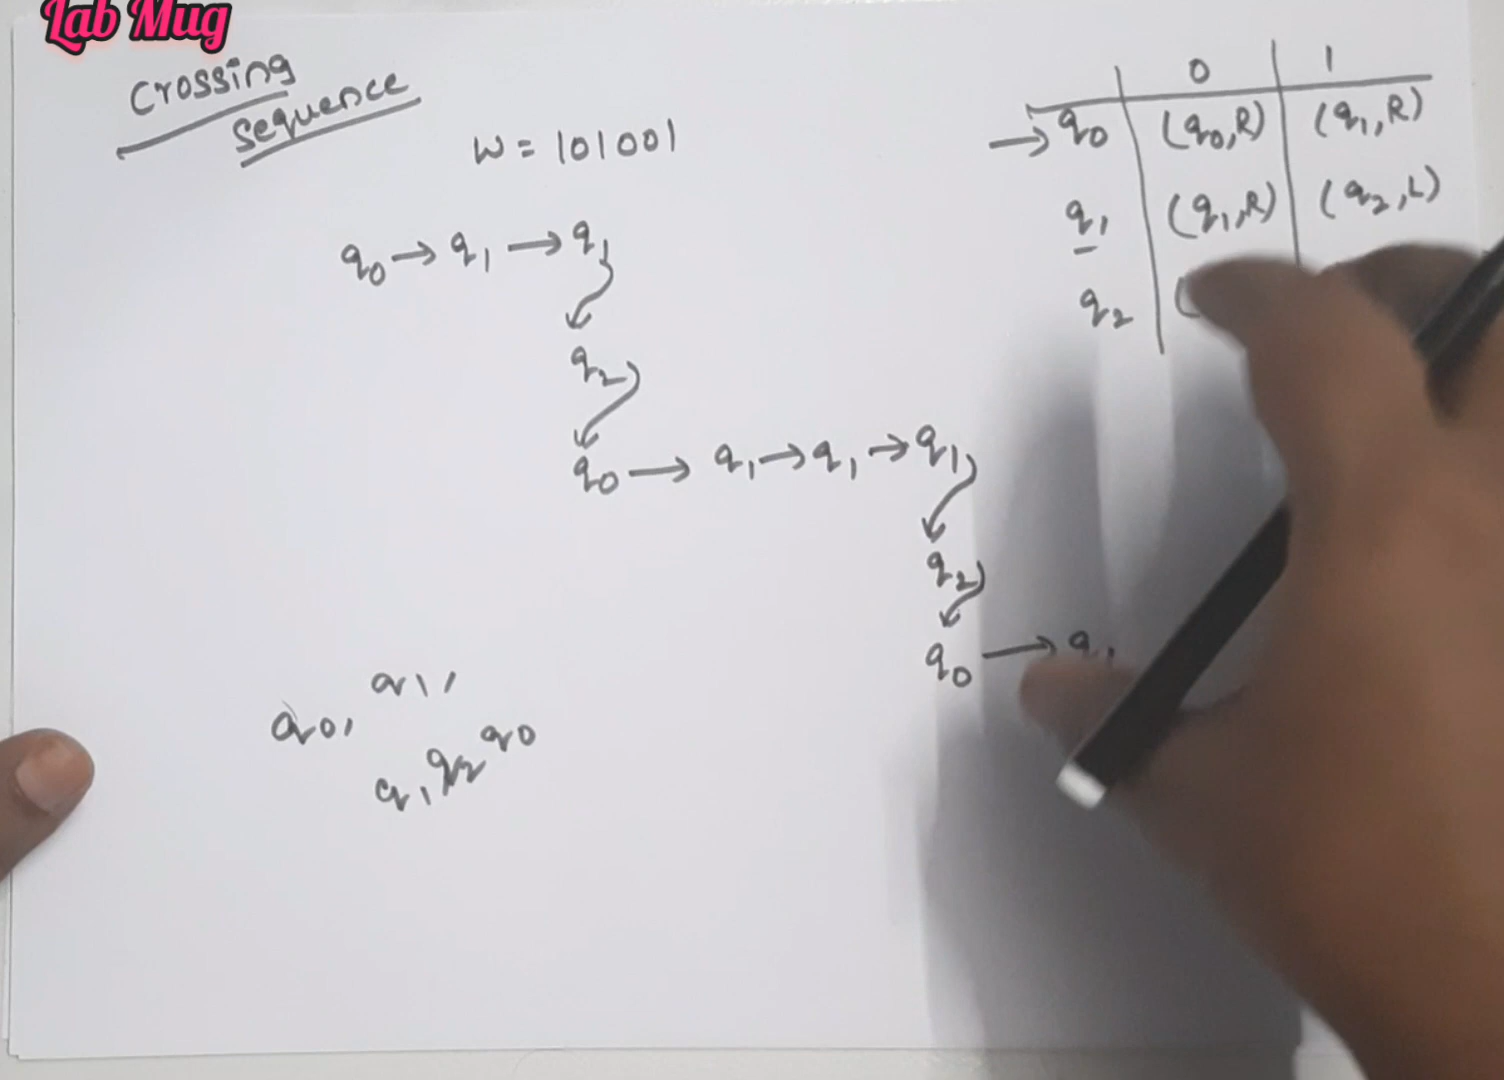 Lab Mug
Crossing
Sequence
w = 101001
0 1
→ q0 (q0,R) (q1,R)
q1 (q1,R) (q2,L)
q2 (
q0 → q1 → q1
q2
q0 → q1 → q1 → q1
q2
q0 → q1
q0, q1,
q1 q2 q0